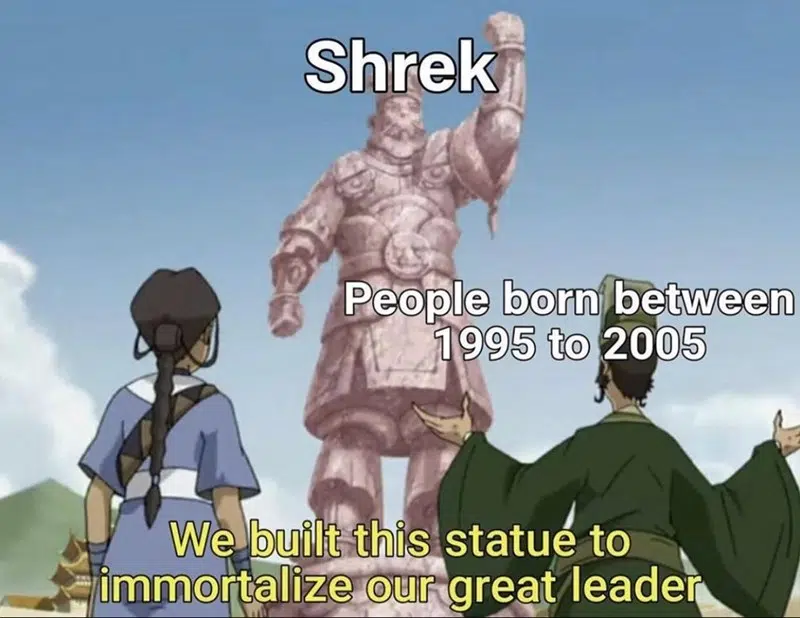 Shrek
People born between
1995 to 2005
We built this statue to
immortalize our great leader